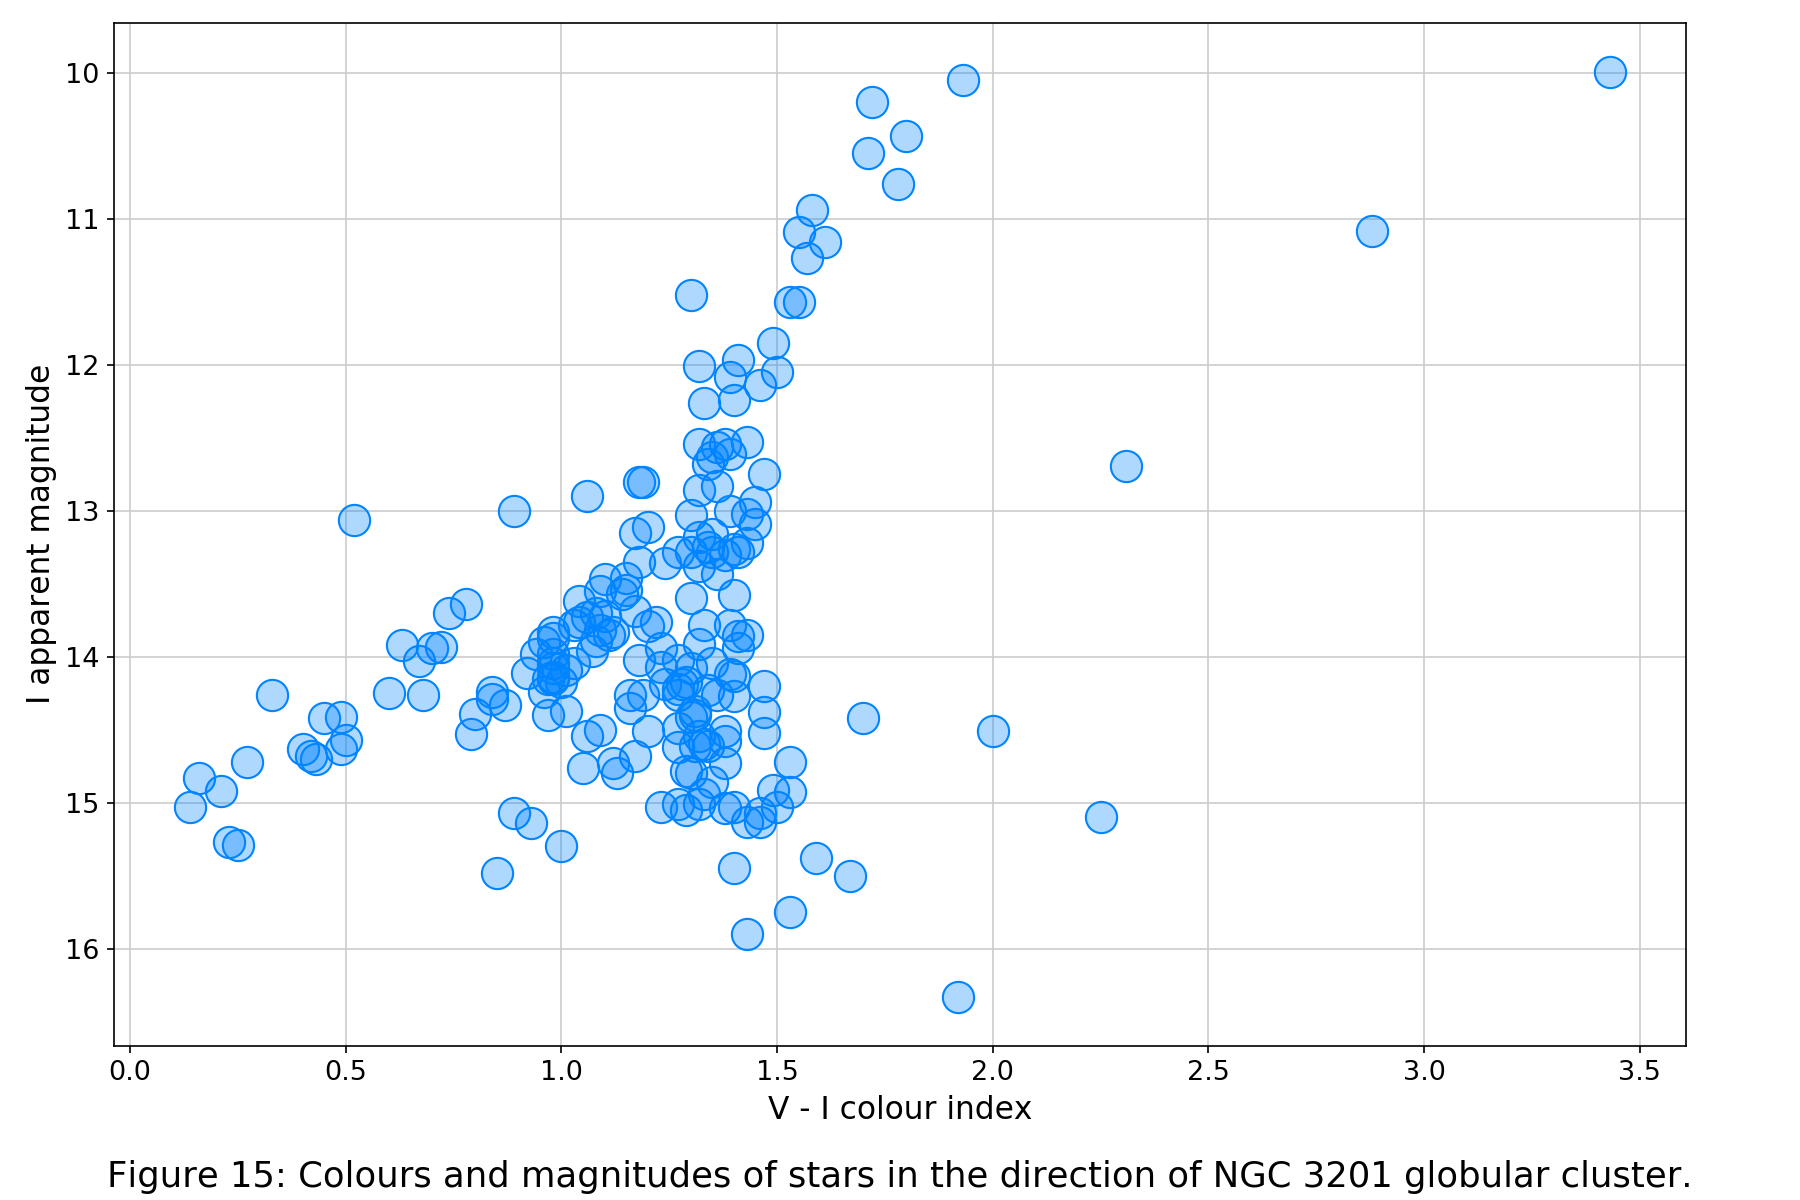 10
11
12
13
14
15
16
I apparent magnitude
0.0 0.5 1.0 1.5 2.0 2.5 3.0 3.5
V - I colour index
Figure 15: Colours and magnitudes of stars in the direction of NGC 3201 globular cluster.